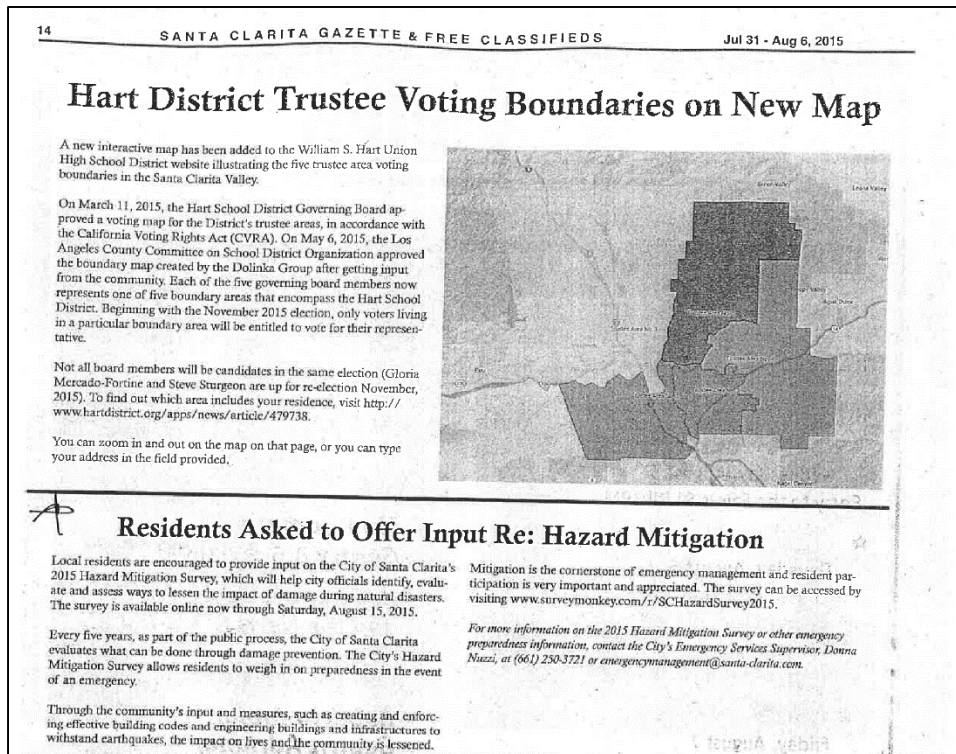 14
SANTA CLARITA GAZETTE & FREE CLASSIFIEDS
Jul 31 - Aug 6, 2015
Hart District Trustee Voting Boundaries on New Map
A new interactive map has been added to the William S. Hart Union
High School District website illustrating the five trustee area voting
boundaries in the Santa Clarita Valley.
On March 11, 2015, the Hart School District Governing Board ap-
proved a voting map for the District's trustee areas, in accordance with
the California Voting Rights Act (CVRA). On May 6, 2015, the Los
Angeles County Committee on School District Organization approved
the boundary map created by the Dolinka Group after getting input
from the community. Each of the five governing board members now
represents one of five boundary areas that encompass the Hart School
District. Beginning with the November 2015 election, only voters living
in a particular boundary area will be entitled to vote for their represen-
tative.
Not all board members will be candidates in the same election (Gloria
Mercado-Fortine and Steve Sturgeon are up for re-election November,
2015). To find out which area includes your residence, visit http://
www.hartdistrict.org/apps/news/article/479738.
You can zoom in and out on the map on that page, or you can type
your address in the field provided.
Green Valley
Leona Valley
Agua Dulce
Residents Asked to Offer Input Re: Hazard Mitigation
Local residents are encouraged to provide input on the City of Santa Clarita's
2015 Hazard Mitigation Survey, which will help city officials identify, evalu-
ate and assess ways to lessen the impact of damage during natural disasters.
The survey is available online now through Saturday, August 15, 2015.
Every five years, as part of the public process, the City of Santa Clarita
evaluates what can be done through damage prevention. The City's Hazard
Mitigation Survey allows residents to weigh in on preparedness in the event
of an emergency.
Through the community's input and measures, such as creating and enforc-
ing effective building codes and engineering buildings and infrastructures to
withstand earthquakes, the impact on lives and the community is lessened.
Mitigation is the cornerstone of emergency management and resident par-
ticipation is very important and appreciated. The survey can be accessed by
visiting www.surveymonkey.com/r/SCHazardSurvey2015.
For more information on the 2015 Hazard Mitigation Survey or other emergency
preparedness information, contact the City's Emergency Services Supervisor, Donna
Nuzzi, at (661) 250-3721 or emergencymanagement@santa-clarita.com.